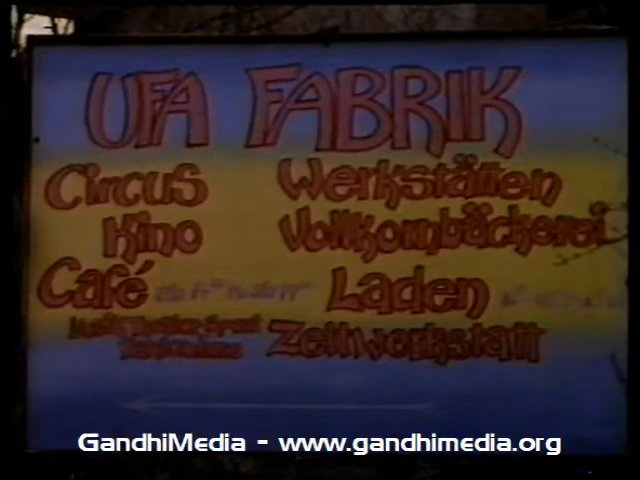 UFA FABRIK
Circus Werkstätten
Kino Vollkornbäckerei
Café Laden
Zeltwerkstatt
GandhiMedia - www.gandhimedia.org